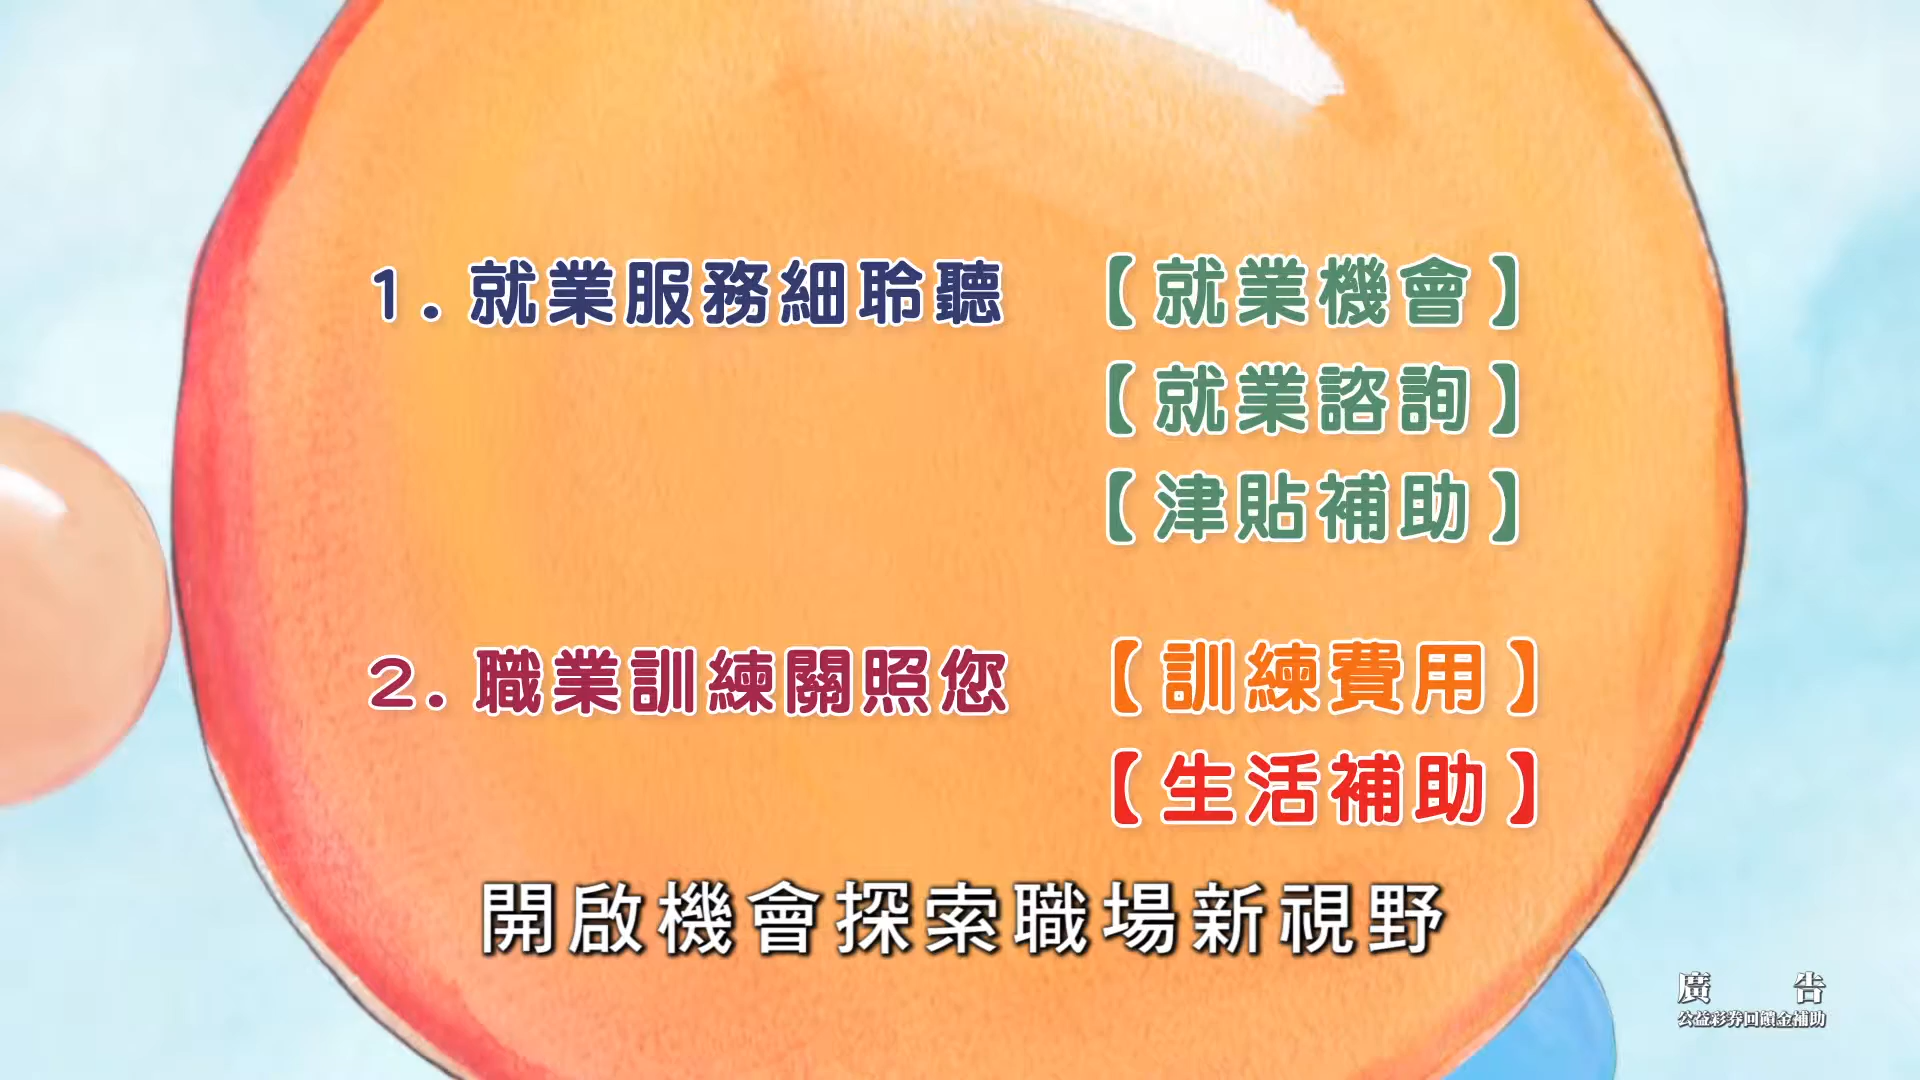 1. 就業服務細聆聽 【就業機會】
【就業諮詢】
【津貼補助】
2. 職業訓練關照您 【訓練費用】
【生活補助】
開啟機會探索職場新視野
廣告
公益彩券回饋金補助